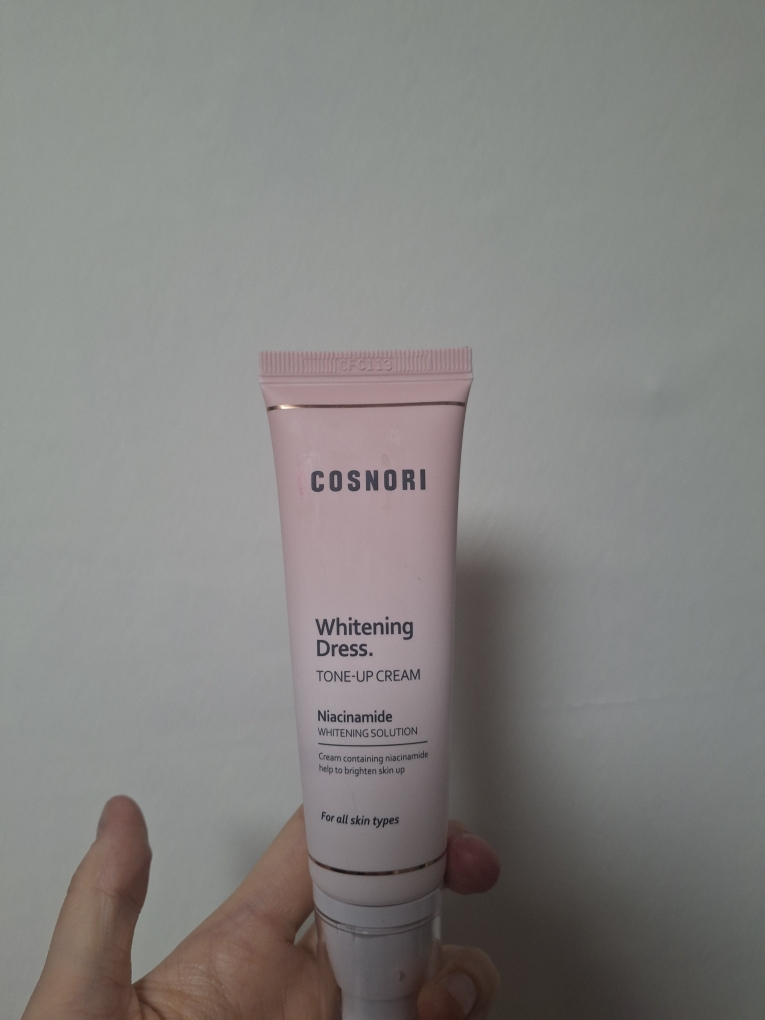 CFC113
COSNORI
Whitening
Dress.
TONE-UP CREAM
Niacinamide
WHITENING SOLUTION
Cream containing niacinamide
help to brighten skin up
For all skin types